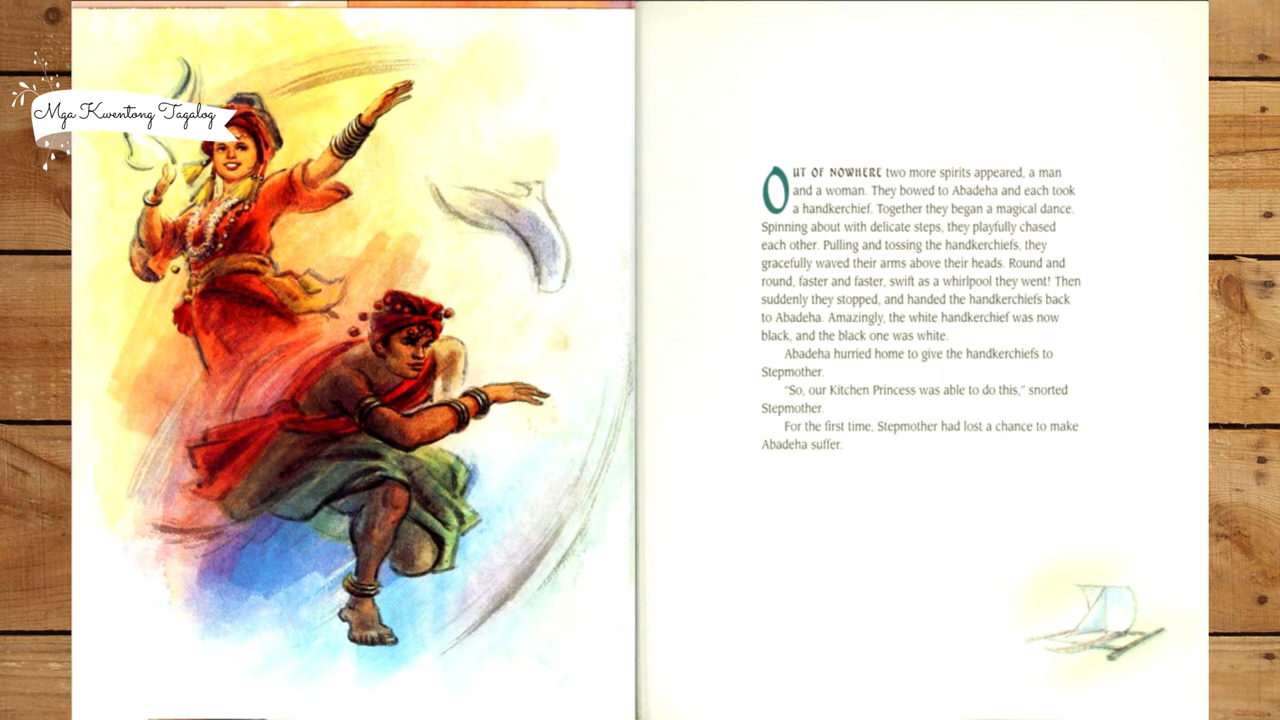 Mga Kwentong Tagalog
OUT OF NOWHERE two more spirits appeared, a man
and a woman. They bowed to Abadeha and each took
a handkerchief. Together they began a magical dance.
Spinning about with delicate steps, they playfully chased
each other. Pulling and tossing the handkerchiefs, they
gracefully waved their arms above their heads. Round and
round, faster and faster, swift as a whirlpool they went! Then
suddenly they stopped, and handed the handkerchiefs back
to Abadeha. Amazingly, the white handkerchief was now
black, and the black one was white.
Abadeha hurried home to give the handkerchiefs to
Stepmother.
“So, our Kitchen Princess was able to do this,” snorted
Stepmother.
For the first time, Stepmother had lost a chance to make
Abadeha suffer.